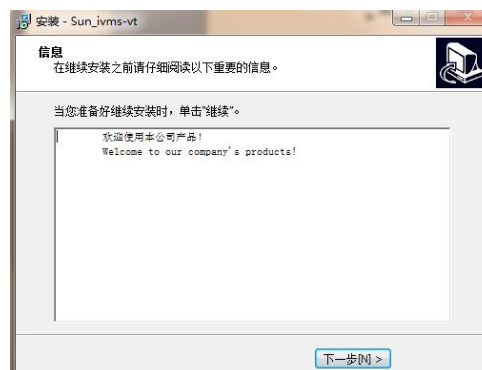 安装 - Sun_ivms-vt
信息
在继续安装之前请仔细阅读以下重要的信息。
当您准备好继续安装时，单击"继续"。
欢迎使用本公司产品!
Welcome to our company's products!
下一步[N] >